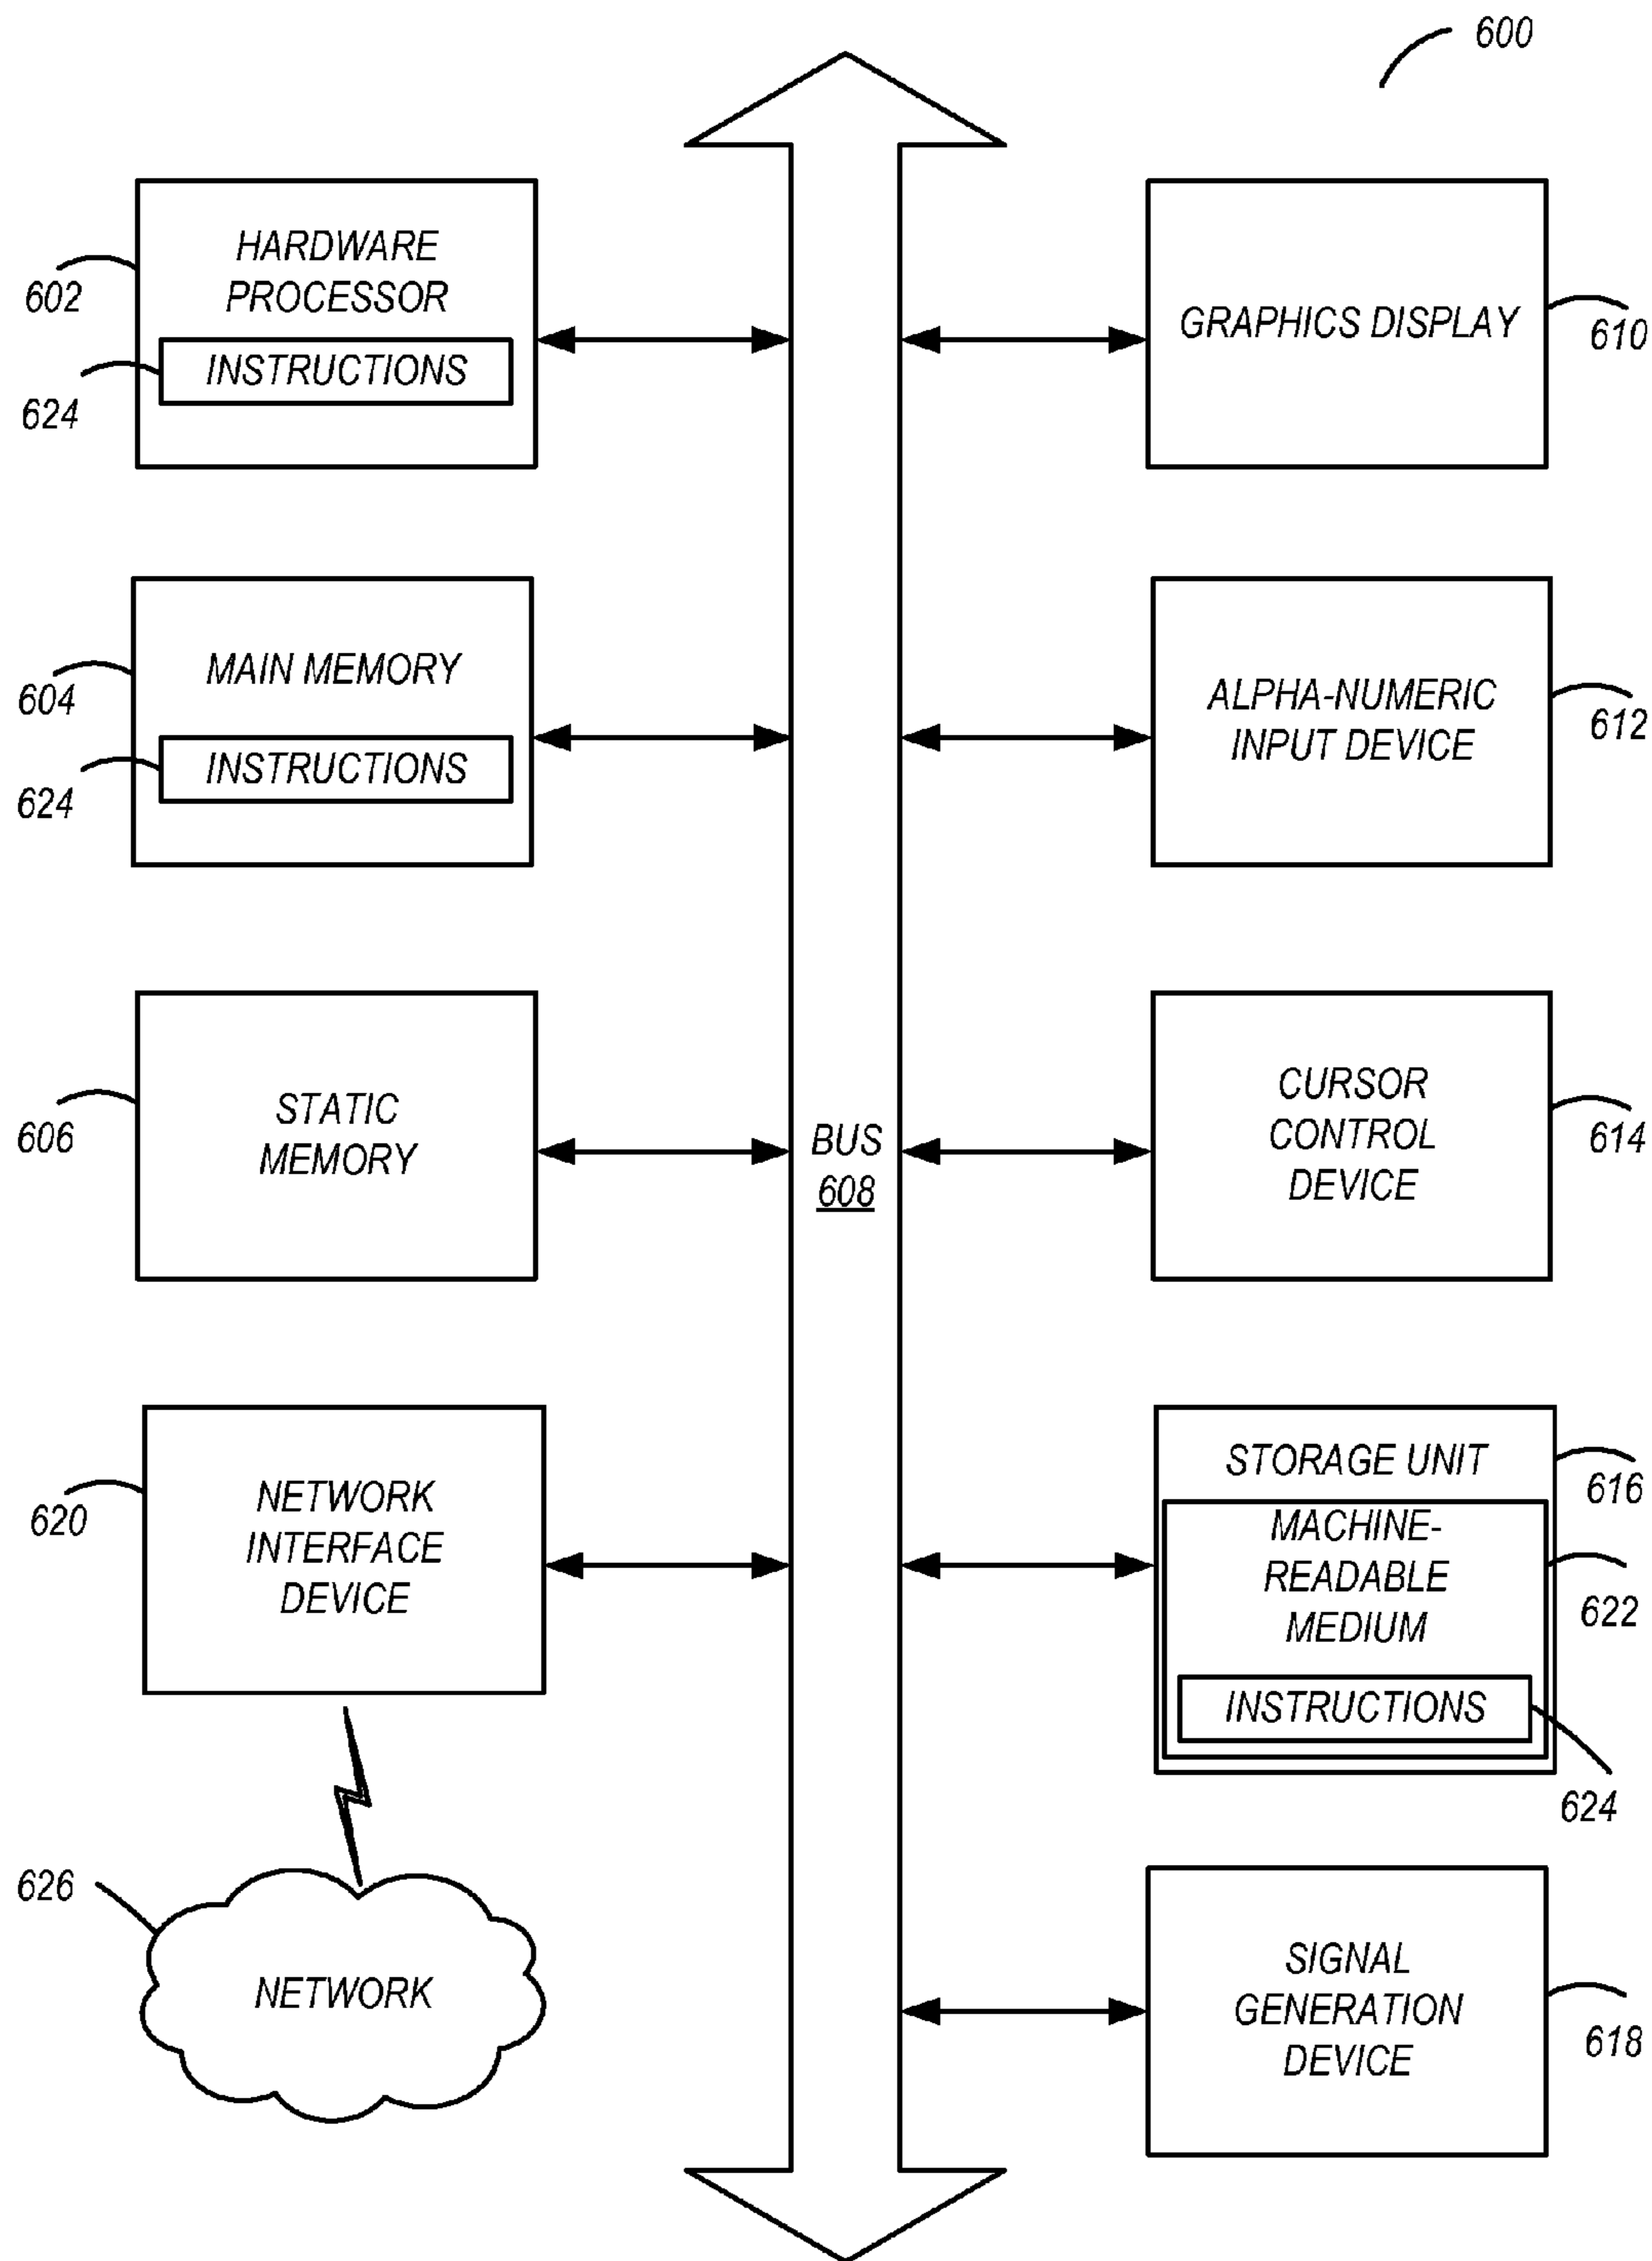 600
HARDWARE
PROCESSOR
602
INSTRUCTIONS
624
GRAPHICS DISPLAY
610
MAIN MEMORY
604
INSTRUCTIONS
624
ALPHA-NUMERIC
INPUT DEVICE
612
STATIC
MEMORY
606
BUS
608
CURSOR
CONTROL
DEVICE
614
NETWORK
INTERFACE
DEVICE
620
STORAGE UNIT
616
MACHINE-
READABLE
MEDIUM
622
INSTRUCTIONS
624
626
NETWORK
SIGNAL
GENERATION
DEVICE
618